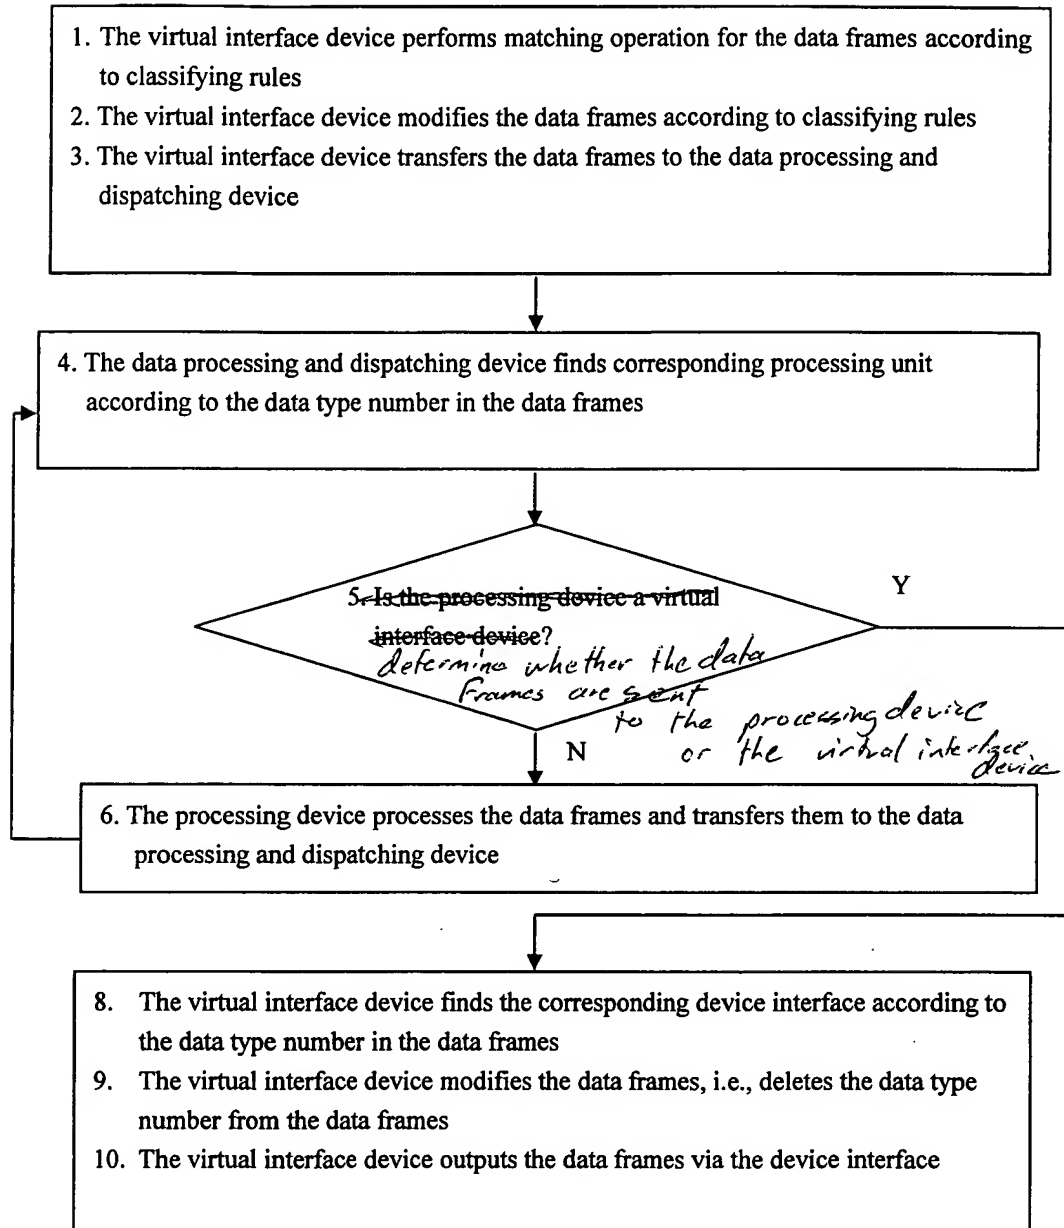 1. The virtual interface device performs matching operation for the data frames according
to classifying rules
2. The virtual interface device modifies the data frames according to classifying rules
3. The virtual interface device transfers the data frames to the data processing and
dispatching device
4. The data processing and dispatching device finds corresponding processing unit
according to the data type number in the data frames
5. Is the processing device a virtual
interface device?
Y
determine whether the data
frames are sent
to the processing device
or the virtual interface
device
N
6. The processing device processes the data frames and transfers them to the data
processing and dispatching device
8. The virtual interface device finds the corresponding device interface according to
the data type number in the data frames
9. The virtual interface device modifies the data frames, i.e., deletes the data type
number from the data frames
10. The virtual interface device outputs the data frames via the device interface